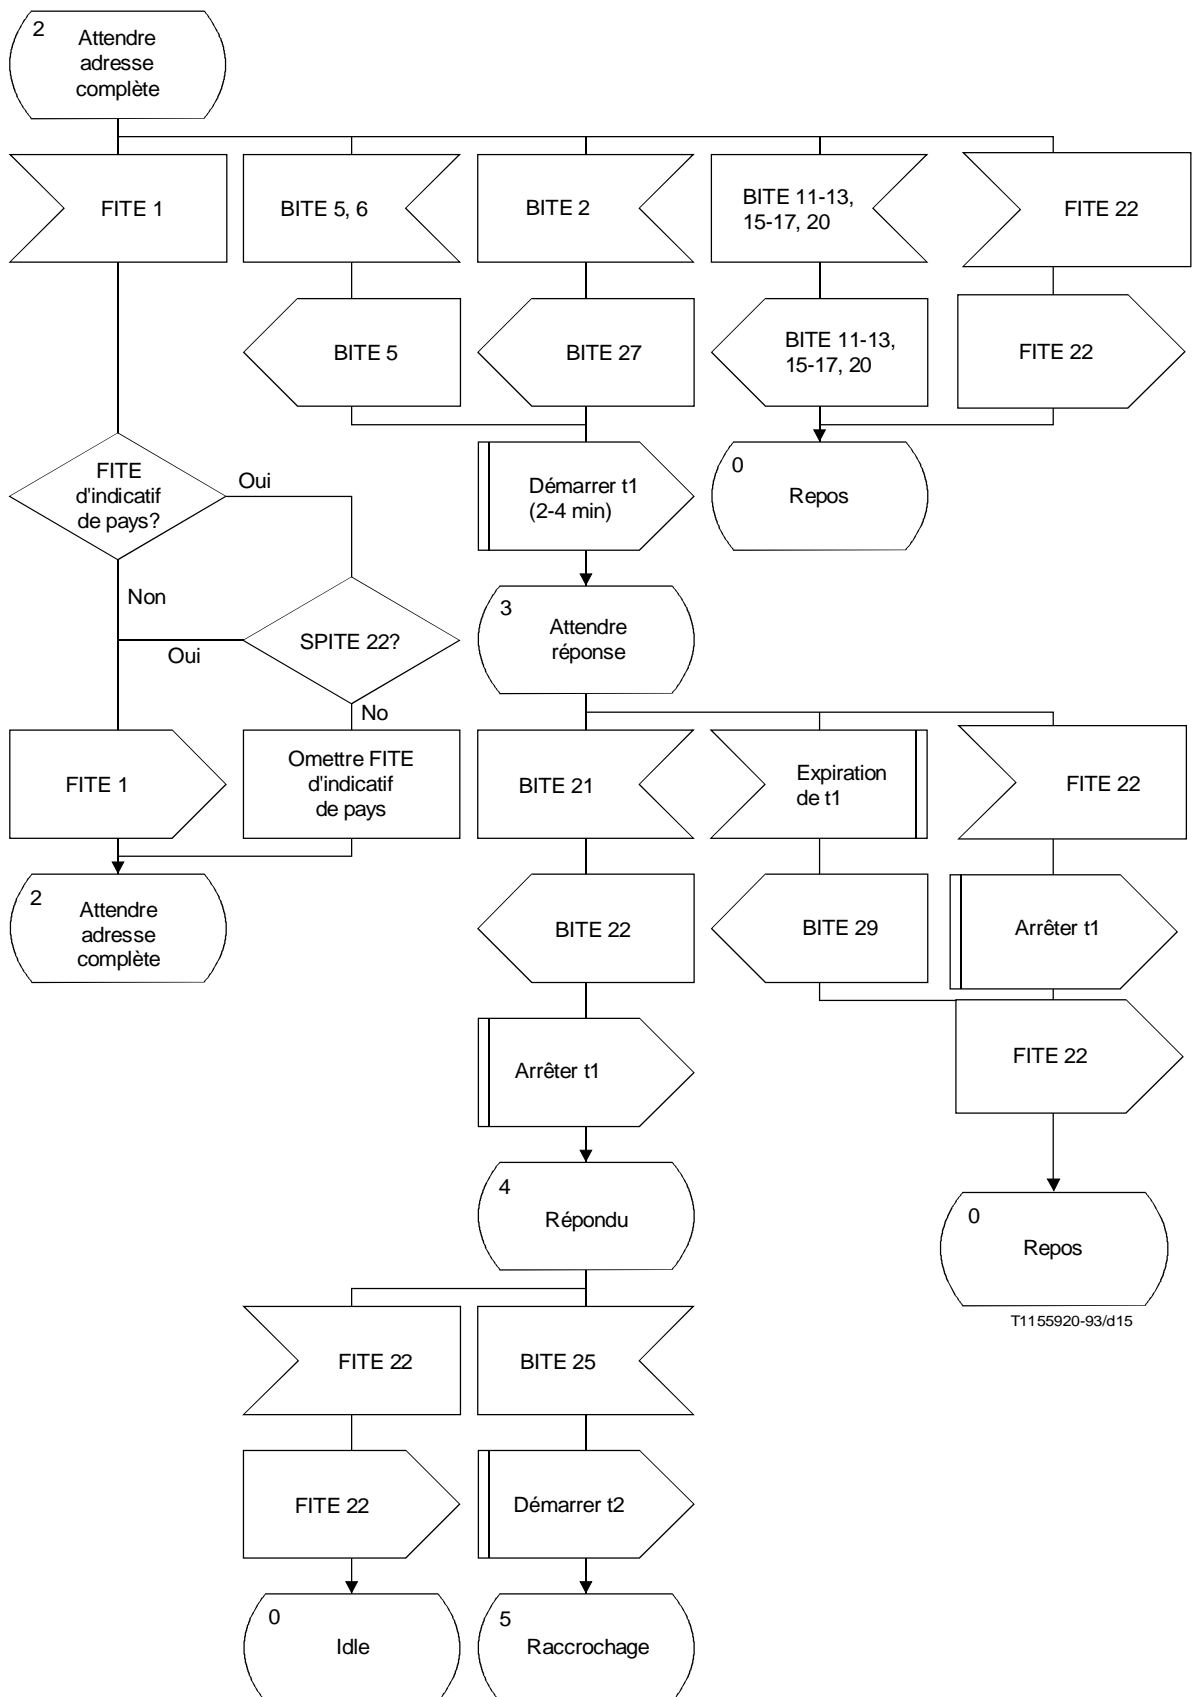 2
Attendre
adresse
complète
FITE 1
BITE 5, 6
BITE 2
BITE 11-13,
15-17, 20
FITE 22
BITE 5
BITE 27
BITE 11-13,
15-17, 20
FITE 22
FITE
d'indicatif
de pays?
Oui
Non
Démarrer t1
(2-4 min)
0
Repos
SPITE 22?
Oui
No
3
Attendre
réponse
FITE 1
Omettre FITE
d'indicatif
de pays
BITE 21
Expiration
de t1
FITE 22
2
Attendre
adresse
complète
BITE 22
BITE 29
Arrêter t1
Arrêter t1
FITE 22
4
Répondu
0
Repos
T1155920-93/d15
FITE 22
BITE 25
FITE 22
Démarrer t2
0
Idle
5
Raccrochage